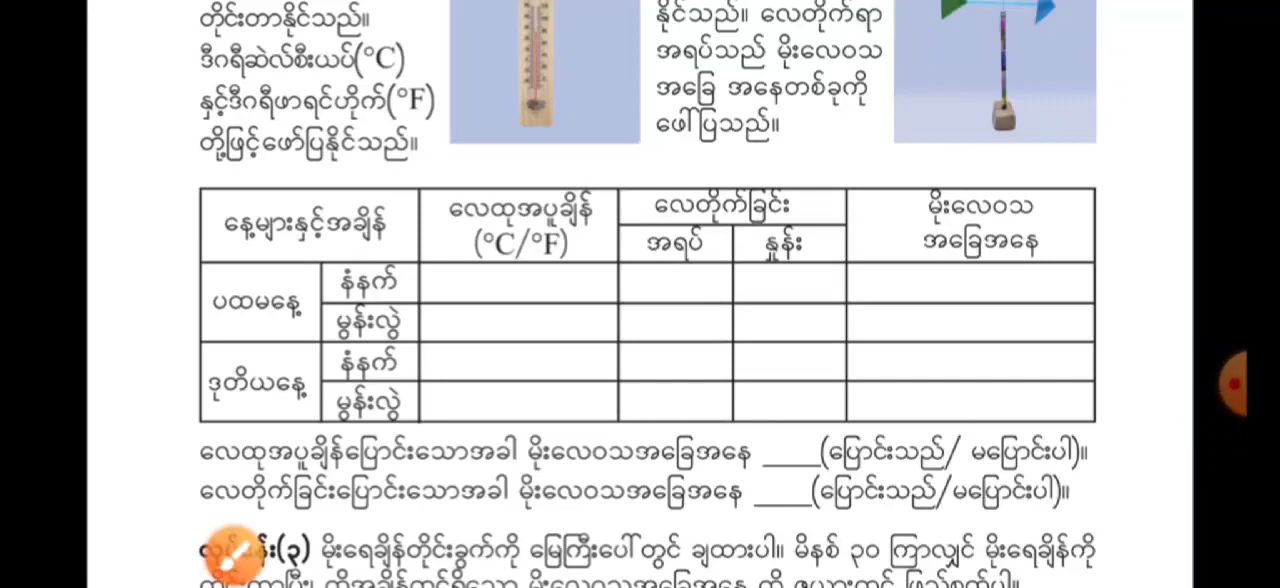 တိုင်းတာနိုင်သည်။
ဒီဂရီဆဲလ်စီးယပ်(°C)
နှင့်ဒီဂရီဖာရင်ဟိုက်(°F)
တို့ဖြင့်ဖော်ပြနိုင်သည်။
နိုင်သည်။ လေတိုက်ရာ
အရပ်သည် မိုးလေဝသ
အခြေ အနေတစ်ခုကို
ဖေါ်ပြသည်။
နေ့များနှင့်အချိန်
လေထုအပူချိန်
(°C/°F)
လေတိုက်ခြင်း
အရပ်
နှုန်း
မိုးလေဝသ
အခြေအနေ
ပထမနေ့
နံနက်
မွန်းလွဲ
ဒုတိယနေ့
နံနက်
မွန်းလွဲ
လေထုအပူချိန်ပြောင်းသောအခါ မိုးလေဝသအခြေအနေ ____(ပြောင်းသည်/ မပြောင်းပါ)။
လေတိုက်ခြင်းပြောင်းသောအခါ မိုးလေဝသအခြေအနေ ____(ပြောင်းသည်/မပြောင်းပါ)။
(၃) မိုးရေချိန်တိုင်းခွက်ကို မြေကြီးပေါ်တွင် ချထားပါ။ မိနစ် ၃၀ ကြာလျှင် မိုးရေချိန်ကို